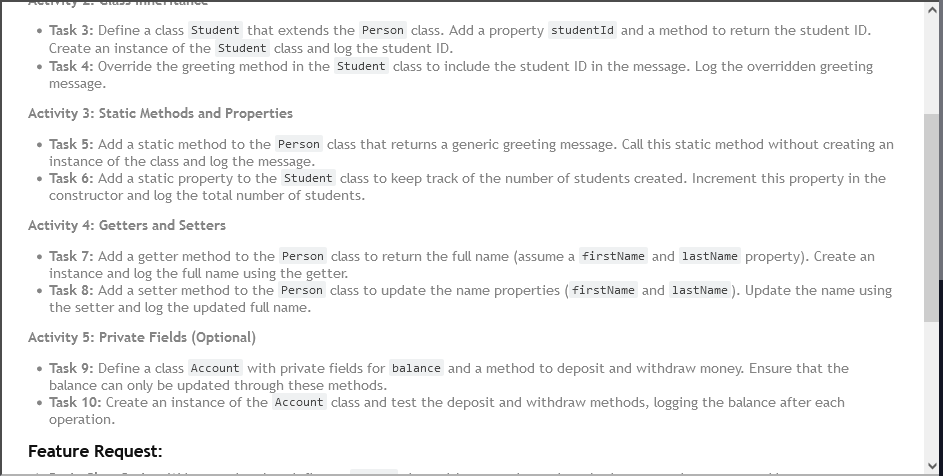 Activity 2: Class Inheritance
• Task 3: Define a class Student that extends the Person class. Add a property studentId and a method to return the student ID.
Create an instance of the Student class and log the student ID.
• Task 4: Override the greeting method in the Student class to include the student ID in the message. Log the overridden greeting
message.
Activity 3: Static Methods and Properties
• Task 5: Add a static method to the Person class that returns a generic greeting message. Call this static method without creating an
instance of the class and log the message.
• Task 6: Add a static property to the Student class to keep track of the number of students created. Increment this property in the
constructor and log the total number of students.
Activity 4: Getters and Setters
• Task 7: Add a getter method to the Person class to return the full name (assume a firstName and lastName property). Create an
instance and log the full name using the getter.
• Task 8: Add a setter method to the Person class to update the name properties (firstName and lastName). Update the name using
the setter and log the updated full name.
Activity 5: Private Fields (Optional)
• Task 9: Define a class Account with private fields for balance and a method to deposit and withdraw money. Ensure that the
balance can only be updated through these methods.
• Task 10: Create an instance of the Account class and test the deposit and withdraw methods, logging the balance after each
operation.
Feature Request: